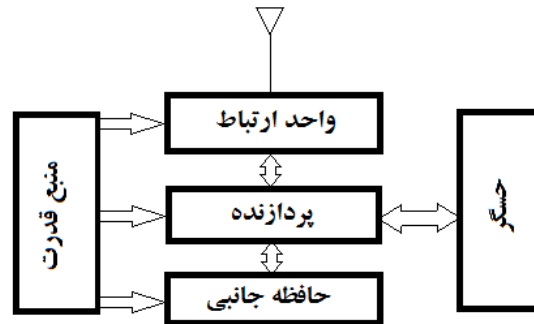 واحد ارتباط
حسگر
پردازنده
منبع قدرت
حافظه جانبی